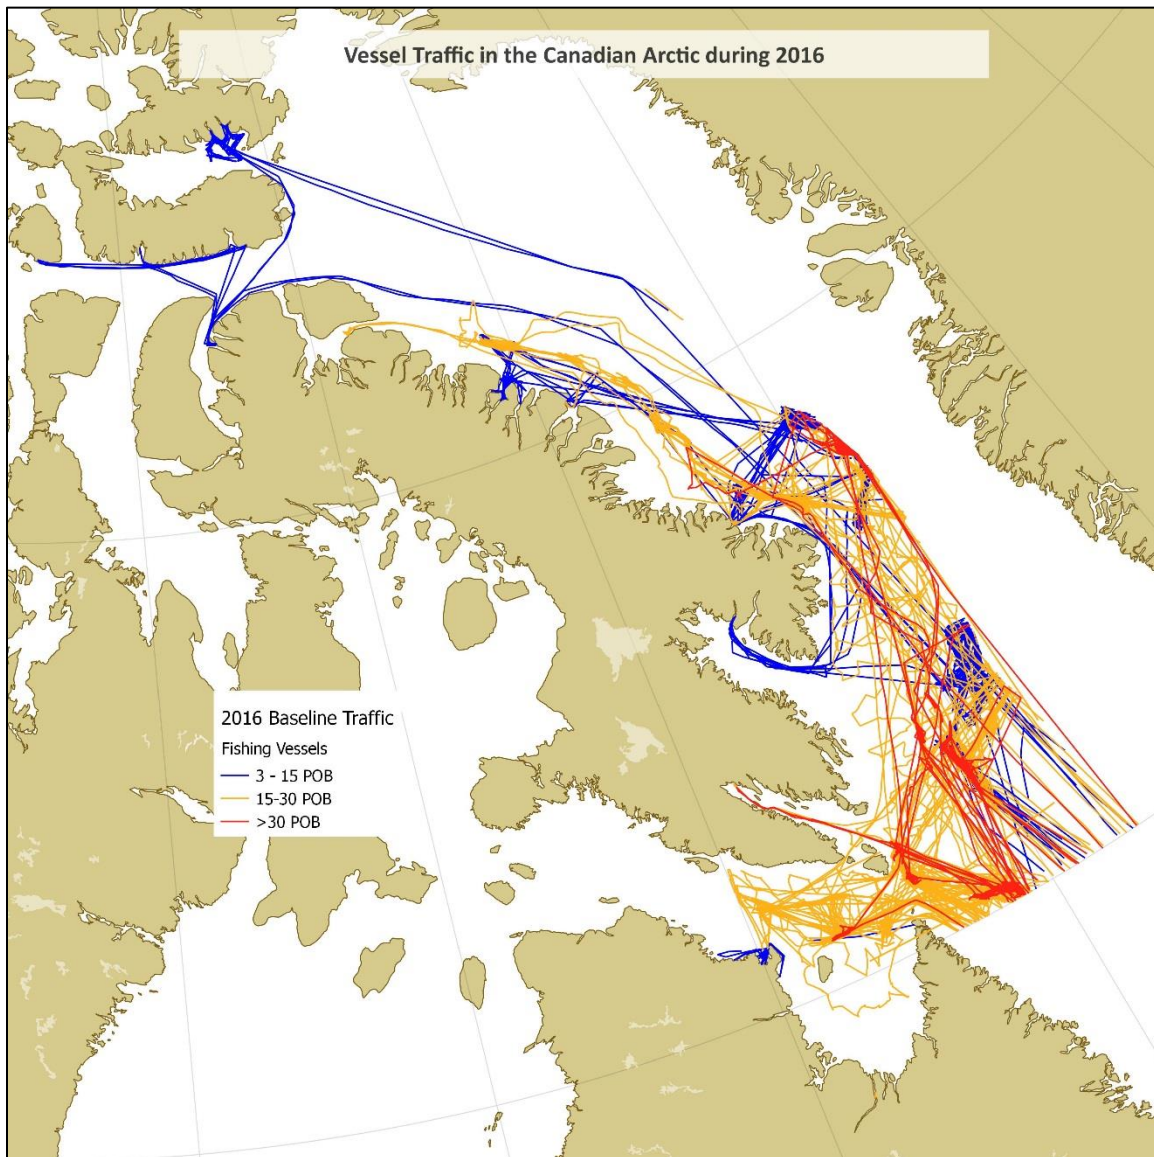 Vessel Traffic in the Canadian Arctic during 2016
2016 Baseline Traffic
Fishing Vessels
3 - 15 POB
15-30 POB
>30 POB